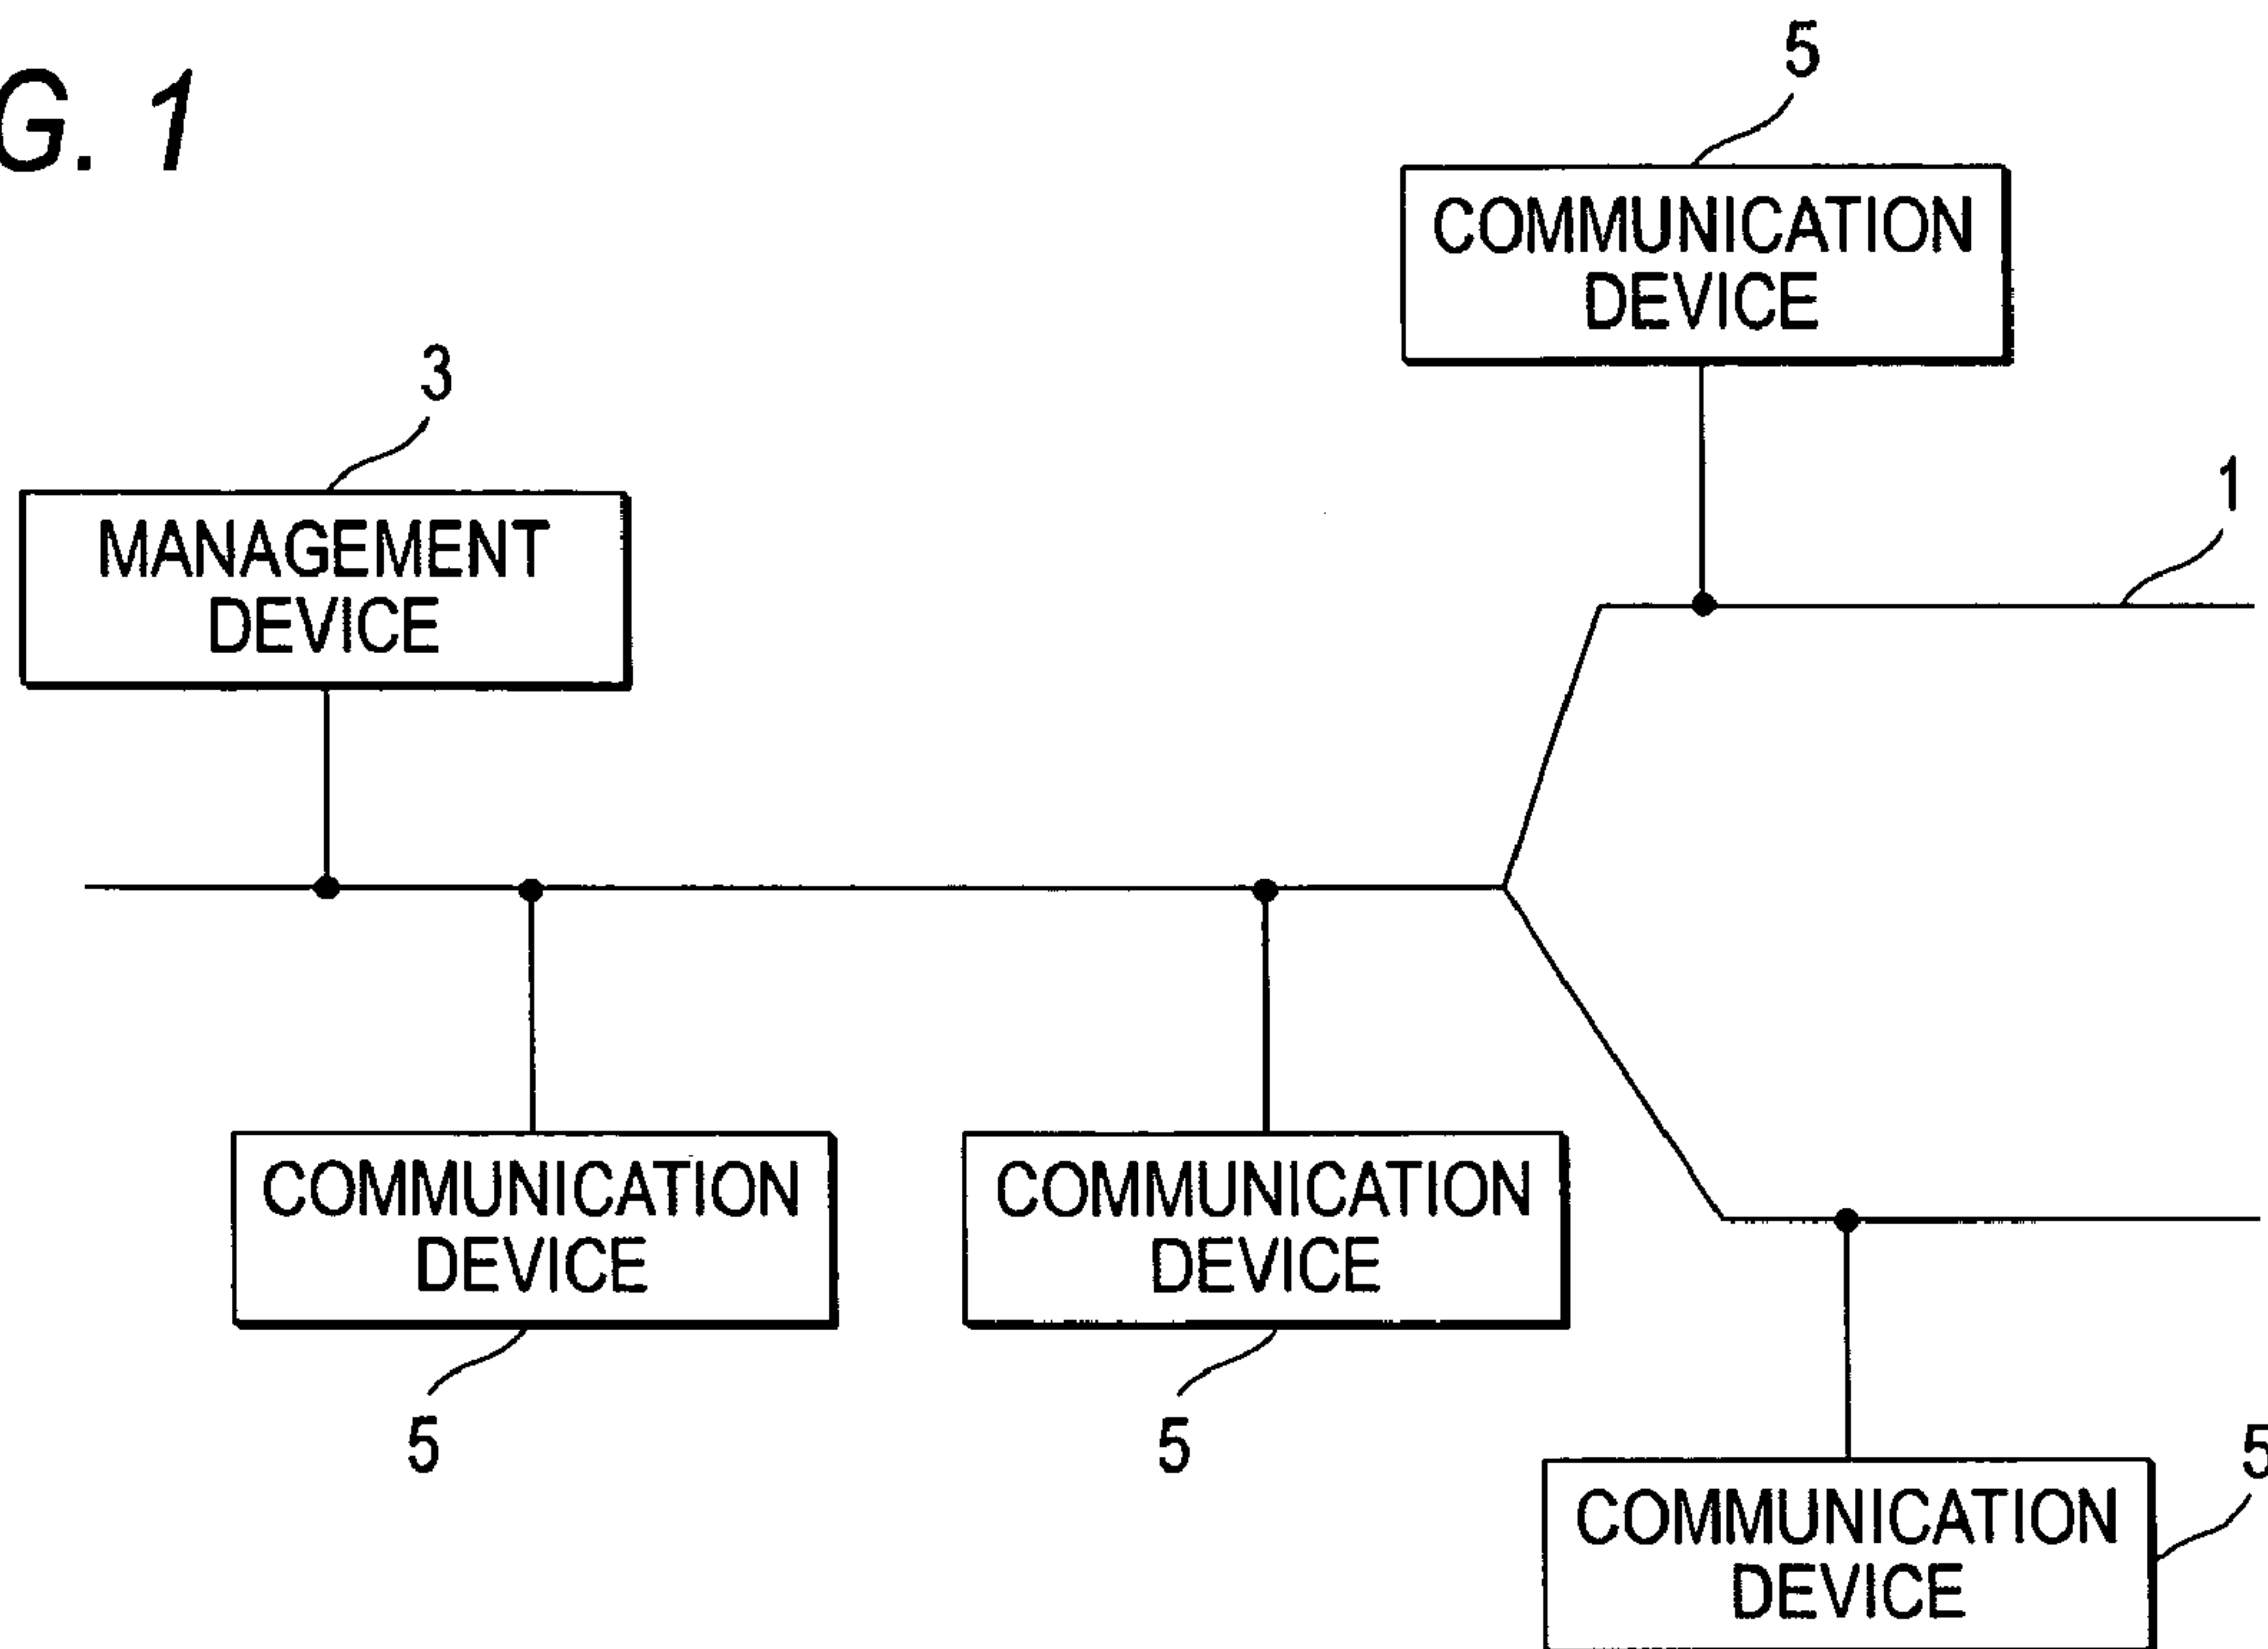 G. 1
5
COMMUNICATION
DEVICE
3
MANAGEMENT
DEVICE
1
COMMUNICATION
DEVICE
5
COMMUNICATION
DEVICE
5
5
COMMUNICATION
DEVICE